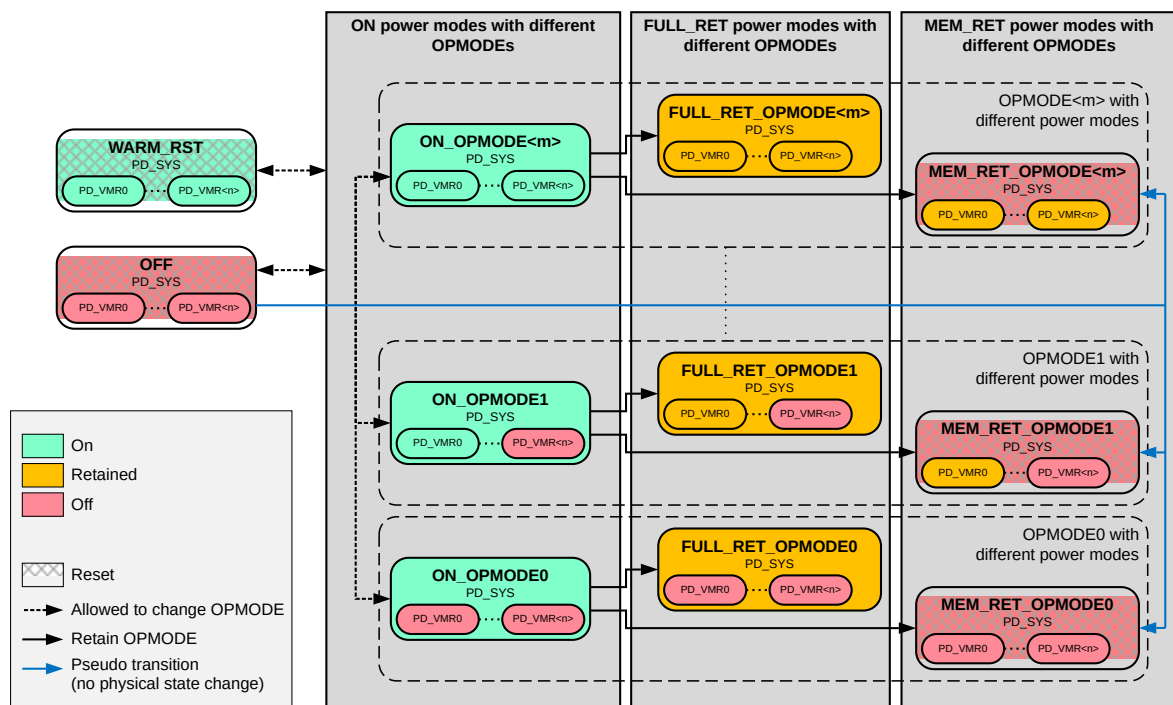 ON power modes with different
OPMODEs
FULL_RET power modes with
different OPMODEs
MEM_RET power modes with
different OPMODEs
OPMODE<m> with
different power modes
WARM_RST
PD_SYS
PD_VMR0
PD_VMR<n>
OFF
PD_SYS
PD_VMR0
PD_VMR<n>
ON_OPMODE<m>
PD_SYS
PD_VMR0
PD_VMR<n>
FULL_RET_OPMODE<m>
PD_SYS
PD_VMR0
PD_VMR<n>
MEM_RET_OPMODE<m>
PD_SYS
PD_VMR0
PD_VMR<n>
OPMODE1 with
different power modes
ON_OPMODE1
PD_SYS
PD_VMR0
PD_VMR<n>
FULL_RET_OPMODE1
PD_SYS
PD_VMR0
PD_VMR<n>
MEM_RET_OPMODE1
PD_SYS
PD_VMR0
PD_VMR<n>
OPMODE0 with
different power modes
ON_OPMODE0
PD_SYS
PD_VMR0
PD_VMR<n>
FULL_RET_OPMODE0
PD_SYS
PD_VMR0
PD_VMR<n>
MEM_RET_OPMODE0
PD_SYS
PD_VMR0
PD_VMR<n>
On
Retained
Off
Reset
Allowed to change OPMODE
Retain OPMODE
Pseudo transition
(no physical state change)